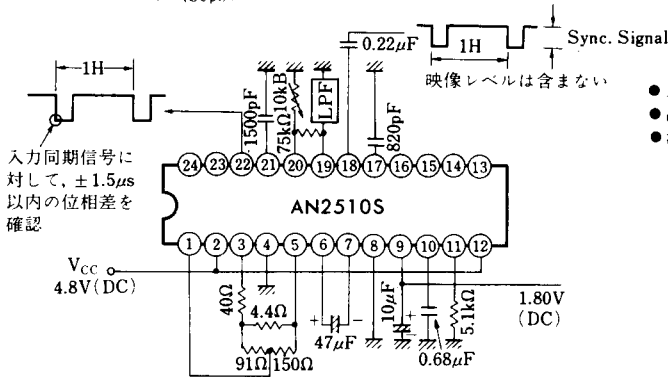 1H
0.22μF
Sync. Signal
1H
映像レベルは含まない
1500pF
10kB
75kΩ
LPF
820pF
入力同期信号に
対して，±1.5μs
以内の位相差を
確認
24 23 22 21 20 19 18 17 16 15 14 13
AN2510S
1 2 3 4 5 6 7 8 9 10 11 12
VCC
4.8V(DC)
40Ω
4.4Ω
91Ω
150Ω
+ −
47μF
10μF
+
−
0.68μF
5.1kΩ
1.80V
(DC)